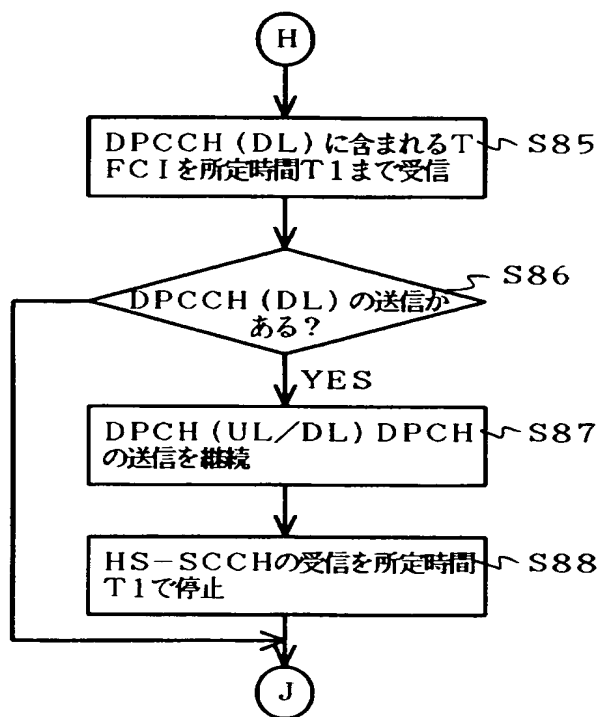 H
DPCCH(DL)に含まれるT
FCIを所定時間T1まで受信
S85
DPCCH(DL)の送信か
ある?
S86
YES
DPCH(UL/DL)DPCH
の送信を継続
S87
HS-SCCHの受信を所定時間
T1で停止
S88
J